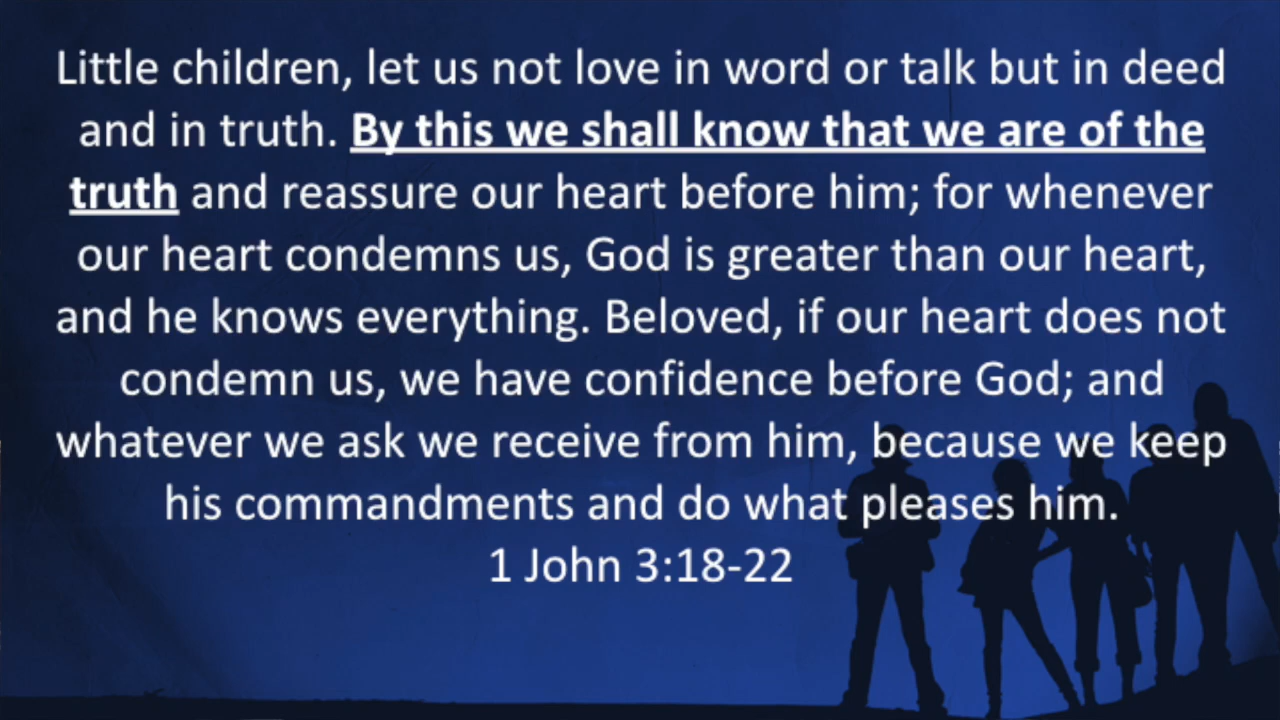 Little children, let us not love in word or talk but in deed
and in truth. By this we shall know that we are of the
truth and reassure our heart before him; for whenever
our heart condemns us, God is greater than our heart,
and he knows everything. Beloved, if our heart does not
condemn us, we have confidence before God; and
whatever we ask we receive from him, because we keep
his commandments and do what pleases him.
1 John 3:18-22